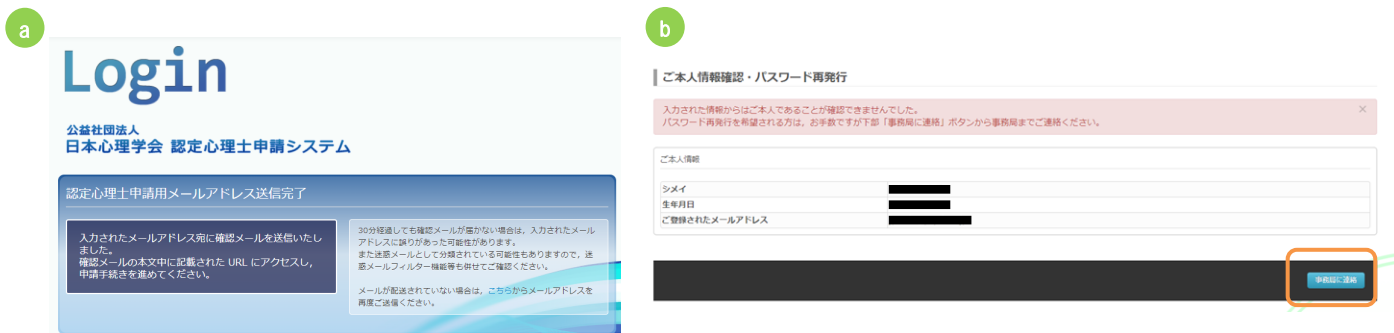 a
Login
公益社団法人
日本心理学会 認定心理士申請システム
認定心理士申請用メールアドレス送信完了
入力されたメールアドレス宛に確認メールを送信いたし
ました。
確認メールの本文中に記載された URL にアクセスし,
申請手続きを進めてください。
30分経過しても確認メールが届かない場合は，入力されたメール
アドレスに誤りがあった可能性があります。
また迷惑メールとして分類されている可能性もありますので，迷
惑メールフィルター機能等も併せてご確認ください。
メールが配送されていない場合は，こちらからメールアドレスを
再度ご送信ください。
b
ご本人情報確認・パスワード再発行
入力された情報からはご本人であることが確認できませんでした。
パスワード再発行を希望される方は、お手数ですが下部「事務局に連絡」ボタンから事務局までご連絡ください。
×
ご本人情報
シメイ
生年月日
ご登録されたメールアドレス
事務局に連絡